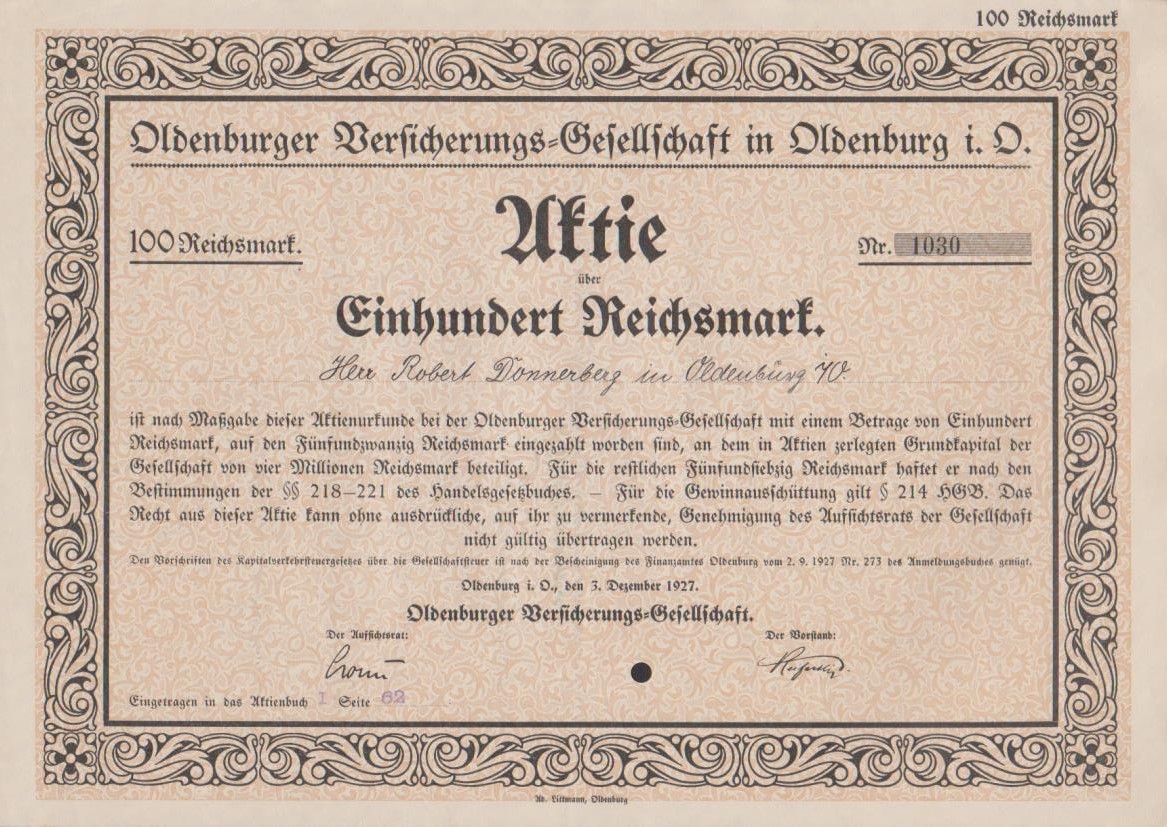 100 Reichsmark
Oldenburger Versicherungs=Gesellschaft in Oldenburg i. O.
Aktie
100 Reichsmark.
Nr. 1030
über
Einhundert Reichsmark.
Herr Robert Donnerberg in Oldenburg i/O.
ist nach Maßgabe dieser Aktienurkunde bei der Oldenburger Versicherungs=Gesellschaft mit einem Betrage von Einhundert
Reichsmark, auf den Fünfundzwanzig Reichsmark eingezahlt worden sind, an dem in Aktien zerlegten Grundkapital der
Gesellschaft von vier Millionen Reichsmark beteiligt. Für die restlichen Fünfundsiebzig Reichsmark haftet er nach den
Bestimmungen der §§ 218–221 des Handelsgesetzbuches. – Für die Gewinnausschüttung gilt § 214 HGB. Das
Recht aus dieser Aktie kann ohne ausdrückliche, auf ihr zu vermerkende, Genehmigung des Aufsichtsrats der Gesellschaft
nicht gültig übertragen werden.
Den Vorschriften des Kapitalverkehrsteuergesetzes über die Gesellschaftsteuer ist nach der Bescheinigung des Finanzamtes Oldenburg vom 2. 9. 1927 Nr. 273 des Anmeldungsbuches genügt.
Oldenburg i. O., den 3. Dezember 1927.
Oldenburger Versicherungs=Gesellschaft.
Der Aufsichtsrat:
Der Vorstand:
Eingetragen in das Aktienbuch I Seite 62
Ad. Littmann, Oldenburg